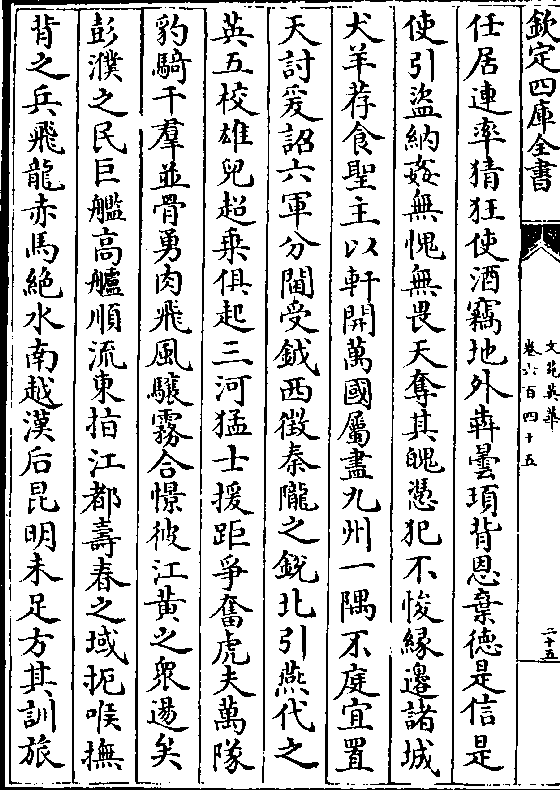 欽定四庫全書
文苑英華
卷六百四十五
二十五
任居連率猜狂使酒竊地外犇曇項背恩棄德是信是
使引盜納姦無愧無畏天奪其魄憑犯不悛緣邊諸城
犬羊荐食聖主以軒開萬國屬盡九州一隅不庭宜置
天討爰詔六軍分閫受鉞西徵秦隴之銳北引燕代之
英五校雄兒超乗俱起三河猛士援距爭奮虎夫萬隊
豹騎千羣並骨勇肉飛風驤霧合憬彼江黃之衆逷矣
彭濮之民巨艦高艫順流東指江都壽春之域扼喉撫
背之兵飛龍赤馬絶水南越漢后昆明未足方其訓旅